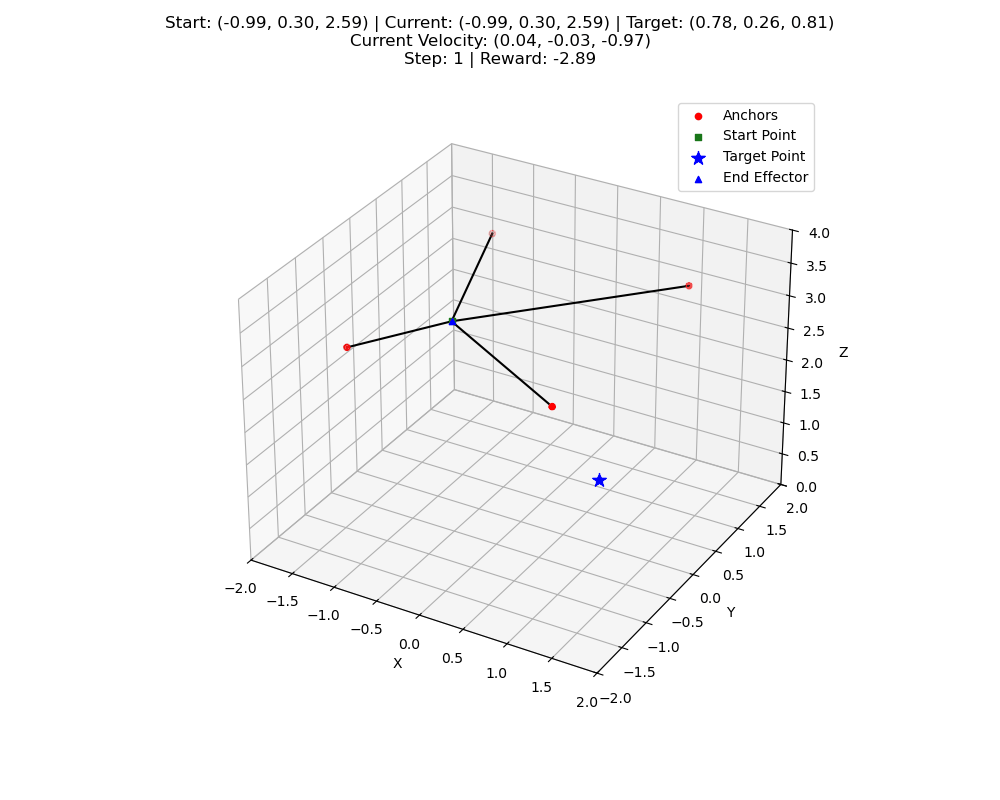 Start: (-0.99, 0.30, 2.59) | Current: (-0.99, 0.30, 2.59) | Target: (0.78, 0.26, 0.81)
Current Velocity: (0.04, -0.03, -0.97)
Step: 1 | Reward: -2.89
Anchors
Start Point
Target Point
End Effector
4.0
3.5
3.0
2.5
Z
2.0
1.5
1.0
0.5
0.0
2.0
1.5
1.0
0.5
0.0
Y
−0.5
−1.0
−1.5
−2.0
−2.0
−1.5
−1.0
−0.5
0.0
X
0.5
1.0
1.5
2.0